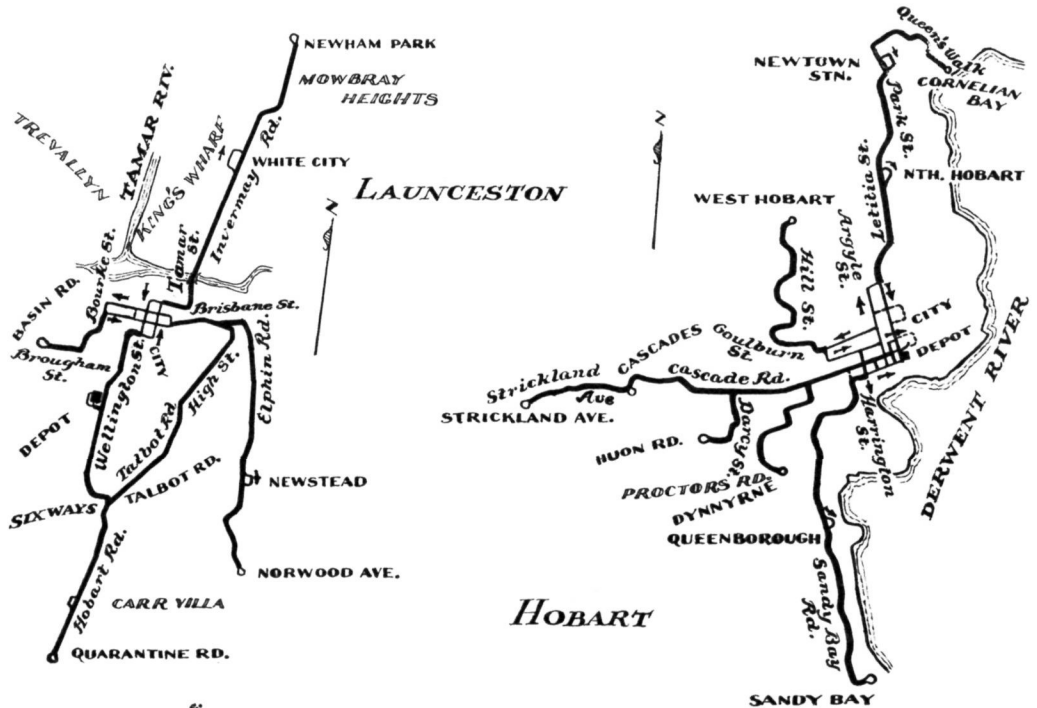 NEWHAM PARK
MOWBRAY
HEIGHTS
TAMAR RIV.
TREVALLYN
KING'S WHARF
WHITE CITY
Invermay Rd.
LAUNCESTON
N
Tamar
St.
Bourke St.
BASIN RD.
Brisbane St.
Brougham
St.
CITY
Wellington St.
High St.
Elphin Rd.
DEPOT
Talbot Rd
TALBOT RD.
NEWSTEAD
SIXWAYS
Hobart Rd.
NORWOOD AVE.
CARR VILLA
QUARANTINE RD.
Queen's Walk
NEWTOWN
STN.
CORNELIAN
BAY
Park St.
N
Letitia St.
NTH. HOBART
WEST HOBART
Argyle
St.
Hill St.
CITY
Goulburn
St.
DEPOT
CASCADES
Cascade Rd.
Strickland
Ave
STRICKLAND AVE.
Harrington
St.
DERWENT RIVER
HUON RD.
Darcy St.
PROCTORS RD.
DYNNYRNE
QUEENBOROUGH
Sandy Bay
Rd.
HOBART
SANDY BAY